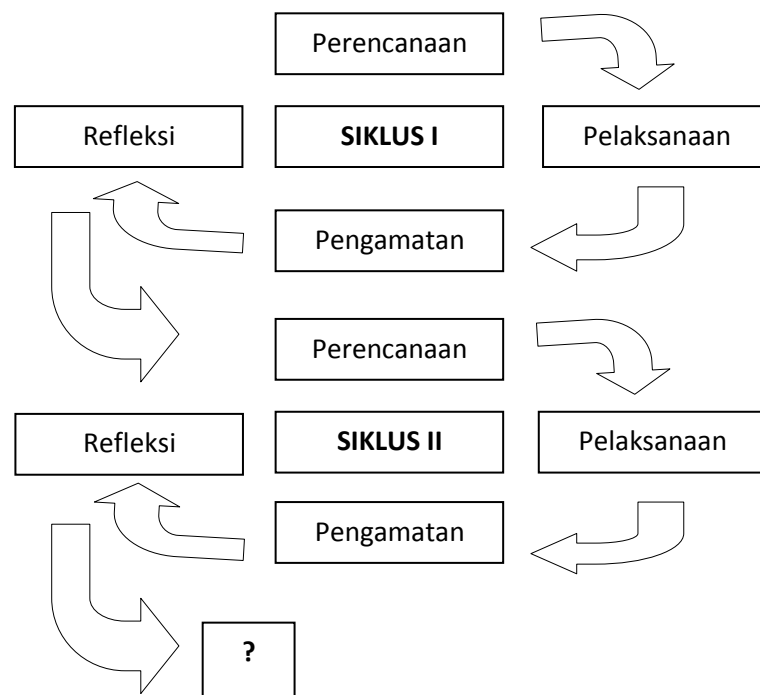 Perencanaan
Refleksi
SIKLUS I
Pelaksanaan
Pengamatan
Perencanaan
Refleksi
SIKLUS II
Pelaksanaan
Pengamatan
?